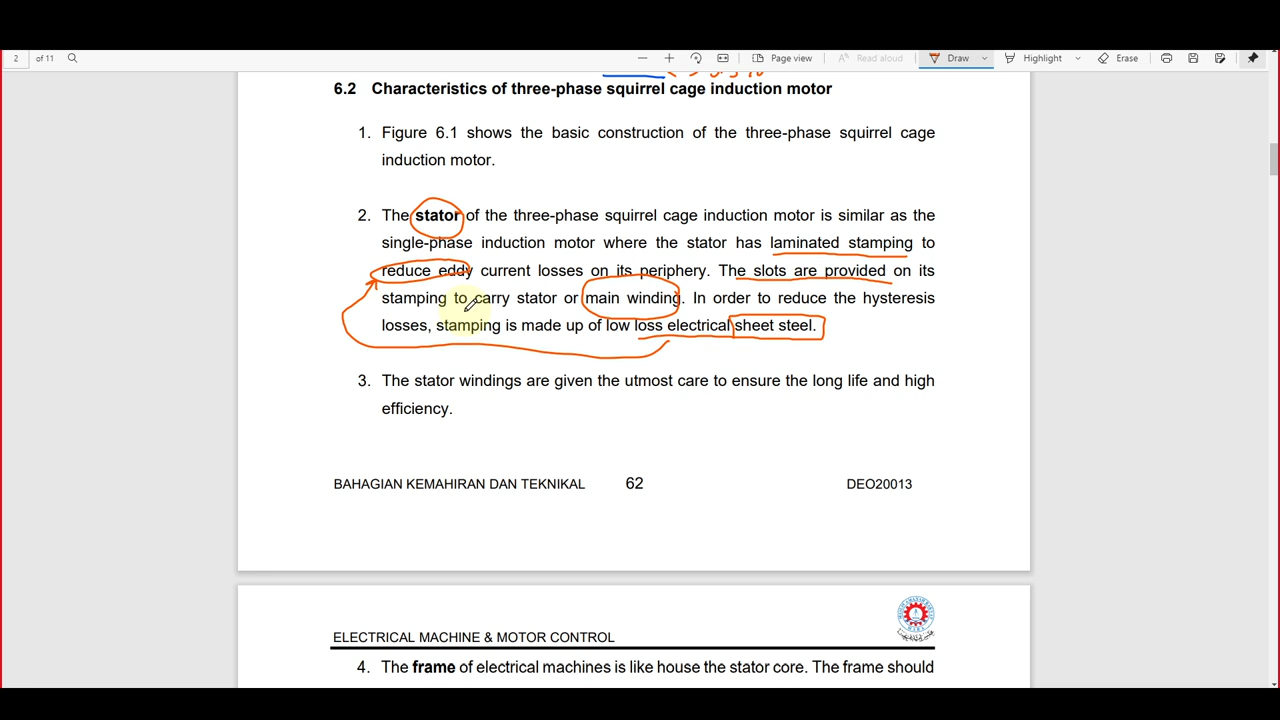 2 of 11 Page view Read aloud Draw Highlight Erase
6.2 Characteristics of three-phase squirrel cage induction motor
1. Figure 6.1 shows the basic construction of the three-phase squirrel cage
induction motor.
2. The stator of the three-phase squirrel cage induction motor is similar as the
single-phase induction motor where the stator has laminated stamping to
reduce eddy current losses on its periphery. The slots are provided on its
stamping to carry stator or main winding. In order to reduce the hysteresis
losses, stamping is made up of low loss electrical sheet steel.
3. The stator windings are given the utmost care to ensure the long life and high
efficiency.
BAHAGIAN KEMAHIRAN DAN TEKNIKAL 62 DEO20013
ELECTRICAL MACHINE & MOTOR CONTROL
4. The frame of electrical machines is like house the stator core. The frame should